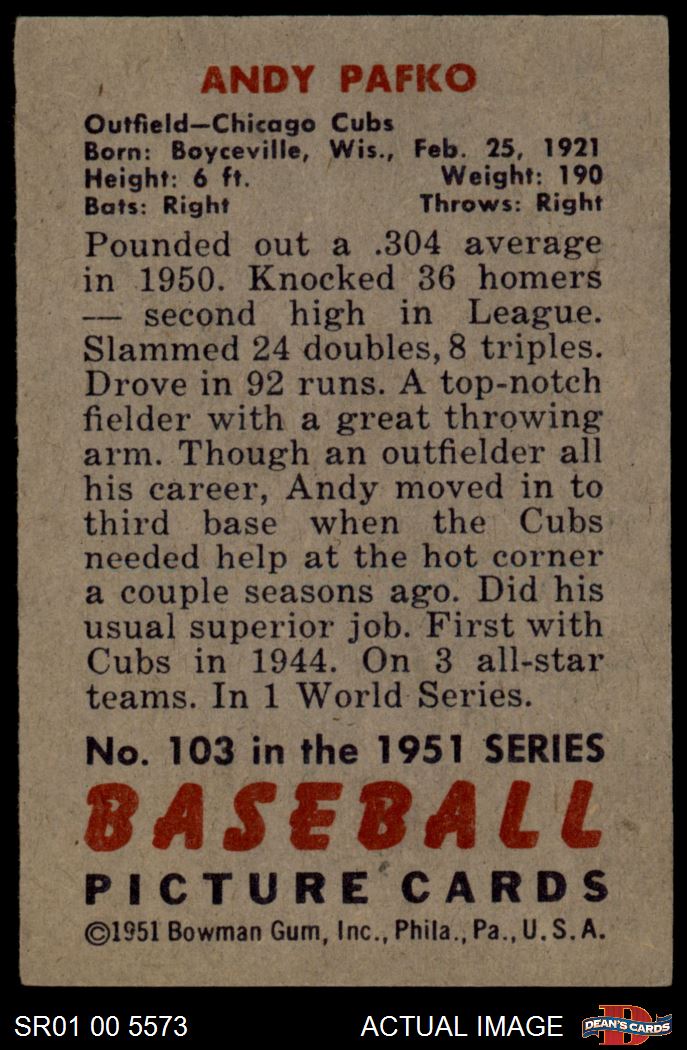 ANDY PAFKO
Outfield—Chicago Cubs
Born: Boyceville, Wis., Feb. 25, 1921
Height: 6 ft. Weight: 190
Bats: Right Throws: Right
Pounded out a .304 average
in 1950. Knocked 36 homers
— second high in League.
Slammed 24 doubles, 8 triples.
Drove in 92 runs. A top-notch
fielder with a great throwing
arm. Though an outfielder all
his career, Andy moved in to
third base when the Cubs
needed help at the hot corner
a couple seasons ago. Did his
usual superior job. First with
Cubs in 1944. On 3 all-star
teams. In 1 World Series.
No. 103 in the 1951 SERIES
BASEBALL
PICTURE CARDS
©1951 Bowman Gum, Inc., Phila., Pa., U.S.A.
SR01 00 5573 ACTUAL IMAGE DEAN'S CARDS